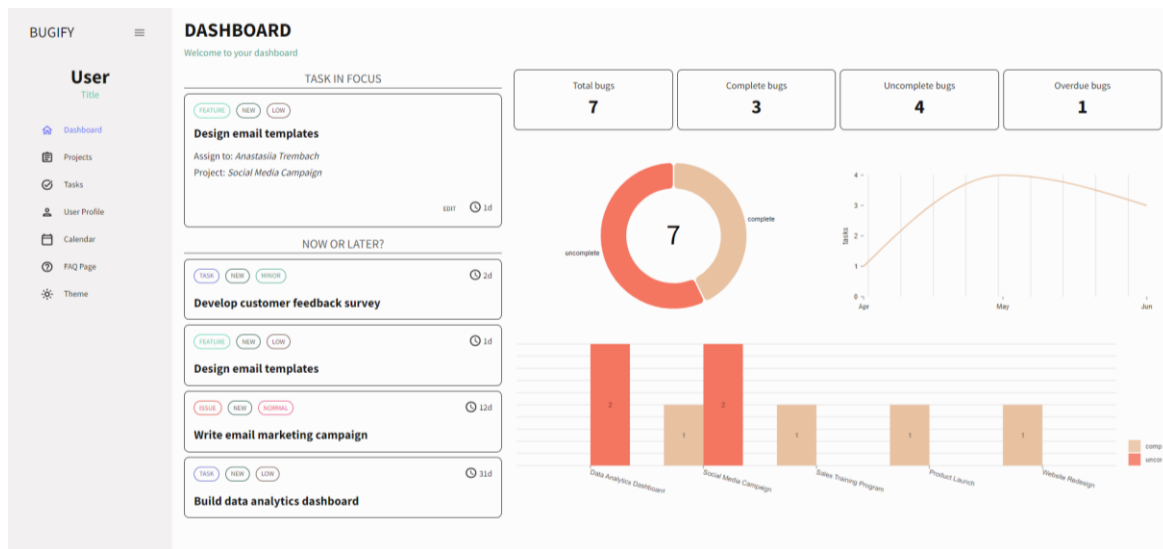 BUGIFY
User
Title
Dashboard
Projects
Tasks
User Profile
Calendar
FAQ Page
Theme
DASHBOARD
Welcome to your dashboard
TASK IN FOCUS
FEATURE NEW LOW
Design email templates
Assign to: Anastasiia Trembach
Project: Social Media Campaign
EDIT 1d
NOW OR LATER?
TASK NEW MINOR 2d
Develop customer feedback survey
FEATURE NEW LOW 1d
Design email templates
ISSUE NEW NORMAL 12d
Write email marketing campaign
TASK NEW LOW 31d
Build data analytics dashboard
Total bugs
7
Complete bugs
3
Uncomplete bugs
4
Overdue bugs
1
complete
7
uncomplete
4
3
2
1
0
tasks
Apr May Jun
2 1 2 1 1 1
Data Analytics Dashboard
Social Media Campaign
Sales Training Program
Product Launch
Website Redesign
comp
uncor